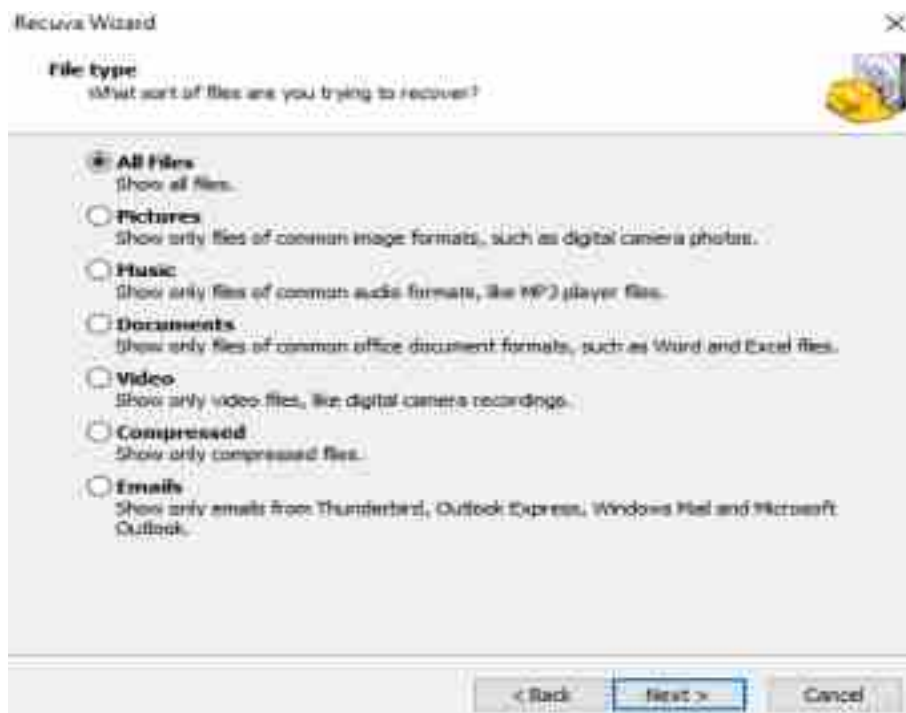 Recuva Wizard
File type
What sort of files are you trying to recover?
All Files
Show all files.
Pictures
Show only files of common image formats, such as digital camera photos.
Music
Show only files of common audio formats, like MP3 player files.
Documents
Show only files of common office document formats, such as Word and Excel files.
Video
Show only video files, like digital camera recordings.
Compressed
Show only compressed files.
Emails
Show only emails from Thunderbird, Outlook Express, Windows Mail and Microsoft
Outlook.
< Back Next > Cancel